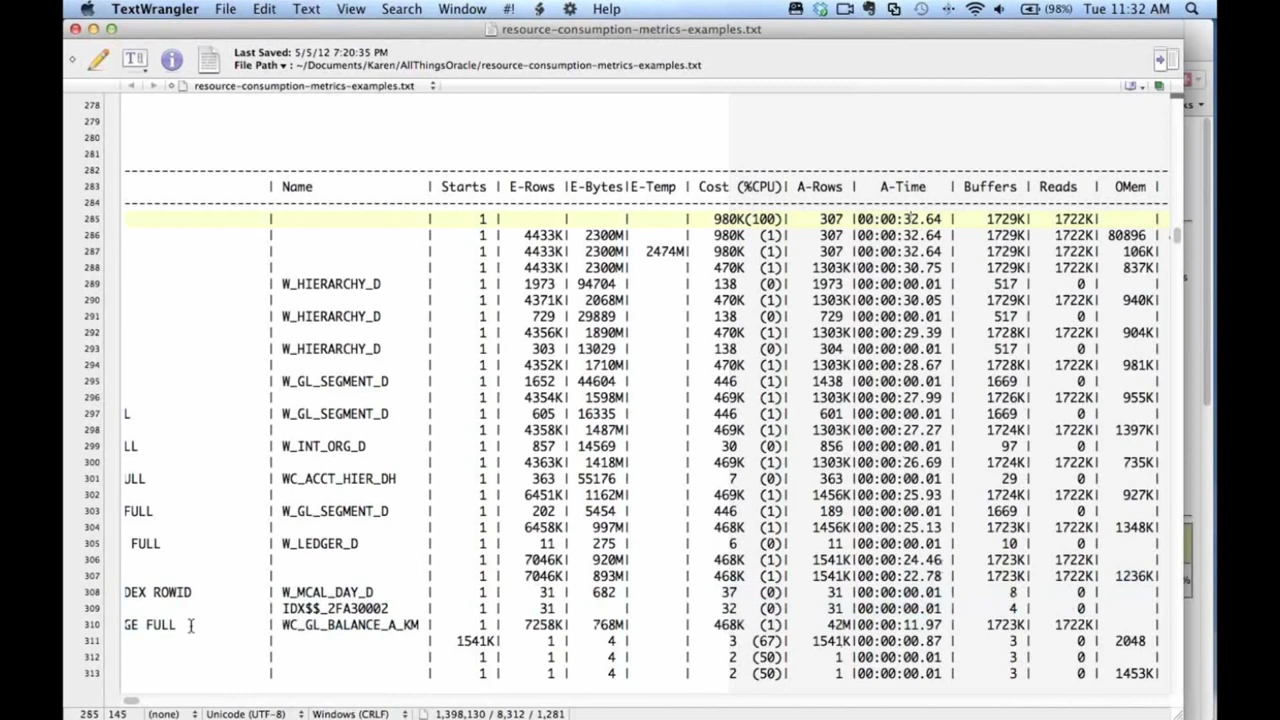 TextWrangler File Edit Text View Search Window #! Help (98%) Tue 11:32 AM
resource-consumption-metrics-examples.txt
Last Saved: 5/5/12 7:20:35 PM
File Path ▾ : ~/Documents/Karen/AllThingsOracle/resource-consumption-metrics-examples.txt
resource-consumption-metrics-examples.txt
278
279
280
281
282 --------------------------------------------------------------------------------
283 | Name | Starts | E-Rows |E-Bytes|E-Temp | Cost (%CPU)| A-Rows | A-Time | Buffers | Reads | OMem |
284 --------------------------------------------------------------------------------
285 | | 1 | | | | 980K(100)| 307 |00:00:32.64 | 1729K| 1722K| |
286 | | 1 | 4433K| 2300M| | 980K (1)| 307 |00:00:32.64 | 1729K| 1722K| 80896 |
287 | | 1 | 4433K| 2300M| 2474M| 980K (1)| 307 |00:00:32.64 | 1729K| 1722K| 106K|
288 | | 1 | 4433K| 2300M| | 470K (1)| 1303K|00:00:30.75 | 1729K| 1722K| 837K|
289 | W_HIERARCHY_D | 1 | 1973 | 94704 | | 138 (0)| 1973 |00:00:00.01 | 517 | 0 | |
290 | | 1 | 4371K| 2068M| | 470K (1)| 1303K|00:00:30.05 | 1729K| 1722K| 940K|
291 | W_HIERARCHY_D | 1 | 729 | 29889 | | 138 (0)| 729 |00:00:00.01 | 517 | 0 | |
292 | | 1 | 4356K| 1890M| | 470K (1)| 1303K|00:00:29.39 | 1728K| 1722K| 904K|
293 | W_HIERARCHY_D | 1 | 303 | 13029 | | 138 (0)| 304 |00:00:00.01 | 517 | 0 | |
294 | | 1 | 4352K| 1710M| | 470K (1)| 1303K|00:00:28.67 | 1728K| 1722K| 981K|
295 | W_GL_SEGMENT_D | 1 | 1652 | 44604 | | 446 (1)| 1438 |00:00:00.01 | 1669 | 0 | |
296 | | 1 | 4354K| 1598M| | 469K (1)| 1303K|00:00:27.99 | 1726K| 1722K| 955K|
297 L | W_GL_SEGMENT_D | 1 | 605 | 16335 | | 446 (1)| 601 |00:00:00.01 | 1669 | 0 | |
298 | | 1 | 4358K| 1487M| | 469K (1)| 1303K|00:00:27.27 | 1724K| 1722K| 1397K|
299 LL | W_INT_ORG_D | 1 | 857 | 14569 | | 30 (0)| 856 |00:00:00.01 | 97 | 0 | |
300 | | 1 | 4363K| 1418M| | 469K (1)| 1303K|00:00:26.69 | 1724K| 1722K| 735K|
301 ULL | WC_ACCT_HIER_DH | 1 | 363 | 55176 | | 7 (0)| 363 |00:00:00.01 | 29 | 0 | |
302 | | 1 | 6451K| 1162M| | 469K (1)| 1456K|00:00:25.93 | 1724K| 1722K| 927K|
303 FULL | W_GL_SEGMENT_D | 1 | 202 | 5454 | | 446 (1)| 189 |00:00:00.01 | 1669 | 0 | |
304 | | 1 | 6458K| 997M| | 468K (1)| 1456K|00:00:25.13 | 1723K| 1722K| 1348K|
305 FULL | W_LEDGER_D | 1 | 11 | 275 | | 6 (0)| 11 |00:00:00.01 | 10 | 0 | |
306 | | 1 | 7046K| 920M| | 468K (1)| 1541K|00:00:24.46 | 1723K| 1722K| |
307 | | 1 | 7046K| 893M| | 468K (1)| 1541K|00:00:22.78 | 1723K| 1722K| 1236K|
308 DEX ROWID | W_MCAL_DAY_D | 1 | 31 | 682 | | 37 (0)| 31 |00:00:00.01 | 8 | 0 | |
309 | IDX$$_2FA30002 | 1 | 31 | | | 32 (0)| 31 |00:00:00.01 | 4 | 0 | |
310 GE FULL | WC_GL_BALANCE_A_KM | 1 | 7258K| 768M| | 468K (1)| 42M|00:00:11.97 | 1723K| 1722K| |
311 | | 1541K| 1 | 4 | | 3 (67)| 1541K|00:00:00.87 | 3 | 0 | 2048 |
312 | | 1 | 1 | 4 | | 2 (50)| 1 |00:00:00.01 | 3 | 0 | |
313 | | 1 | 1 | 4 | | 2 (50)| 1 |00:00:00.01 | 3 | 0 | 1453K|
285 145 (none) Unicode (UTF-8) Windows (CRLF) 1,398,130 / 8,312 / 1,281